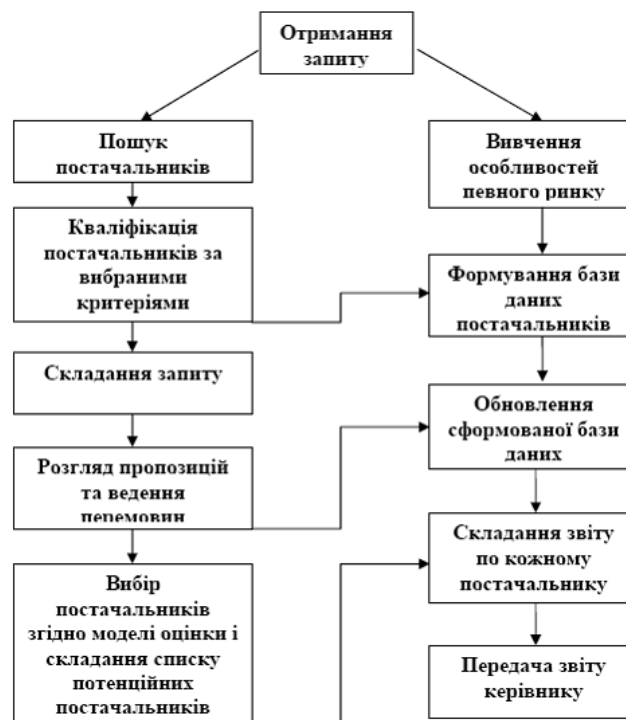 Отримання
запиту
Пошук
постачальників
Кваліфікація
постачальників за
вибраними
критеріями
Складання запиту
Розгляд пропозицій
та ведення
перемовин
Вибір
постачальників
згідно моделі оцінки і
складання списку
потенційних
постачальників
Вивчення
особливостей
певного ринку
Формування бази
даних
постачальників
Обновлення
сформованої бази
даних
Складання звіту
по кожному
постачальнику
Передача звіту
керівнику